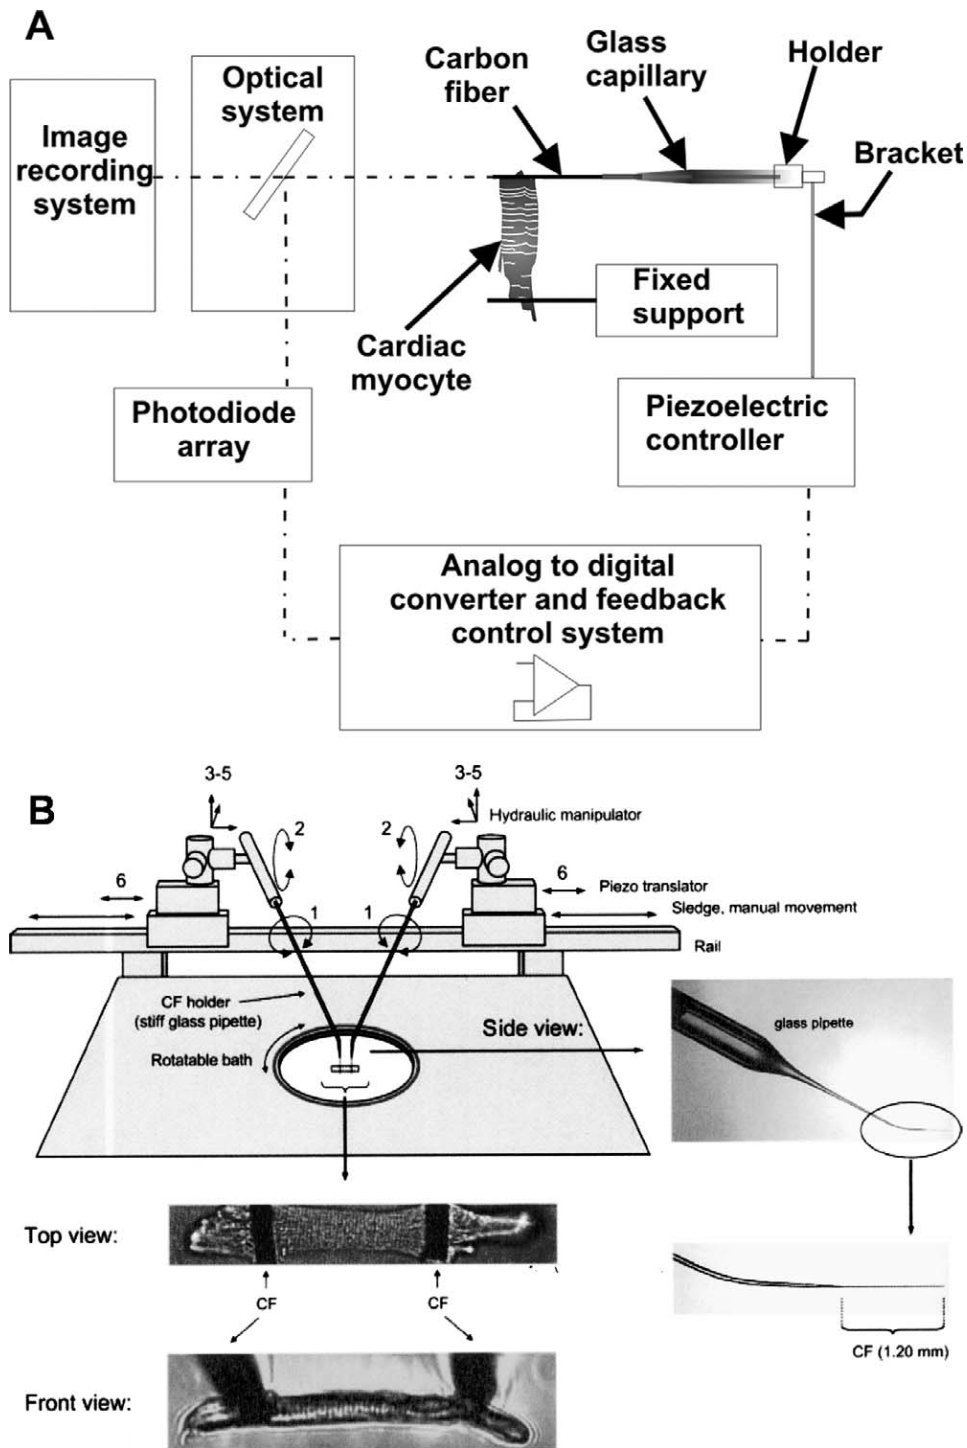 A
Image
recording
system
Optical
system
Carbon
fiber
Glass
capillary
Holder
Bracket
Cardiac
myocyte
Fixed
support
Photodiode
array
Piezoelectric
controller
Analog to digital
converter and feedback
control system
B
3-5
3-5
Hydraulic manipulator
2
2
6
6
Piezo translator
Sledge, manual movement
1
1
Rail
CF holder
(stiff glass pipette)
Rotatable bath
Side view:
glass pipette
Top view:
CF
CF
CF (1.20 mm)
Front view: